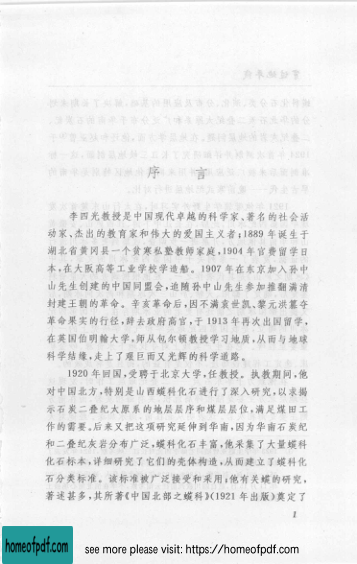 序 言
李四光教授是中国现代卓越的科学家、著名的社会活
动家、杰出的教育家和伟大的爱国主义者;1889年诞生于
湖北省黄冈县一个贫寒私塾教师家庭,1904年官费留学日
本,在大阪高等工业学校学造船。1907年在东京加入孙中
山先生创建的中国同盟会,追随孙中山先生参加推翻满清
封建王朝的革命。辛亥革命后,因不满袁世凯、黎元洪篡夺
革命果实的行径,辞去政府高官,于1913年再次出国留学,
在英国伯明翰大学,师从包尔顿教授学习地质,从而与地球
科学结缘,走上了艰巨而又光辉的科学道路。
1920年回国,受聘于北京大学,任教授。执教期间,他
对中国北方,特别是山西䗴科化石进行了深入研究,以求揭
示石炭二叠纪太原系的地层层序和煤层层位,满足煤田工
作的需要。后来又把这项研究延伸到华南,因为华南石炭纪
和二叠纪灰岩分布广泛,䗴科化石丰富,他采集了大量䗴科
化石标本,详细研究了它们的壳体构造,从而建立了䗴科化
石分类标准。该标准被广泛接受和采用;他有关䗴的研究,
著述甚多,其所著《中国北部之䗴科》(1921年出版)奠定了
1
homeofpdf.com
see more please visit: https://homeofpdf.com